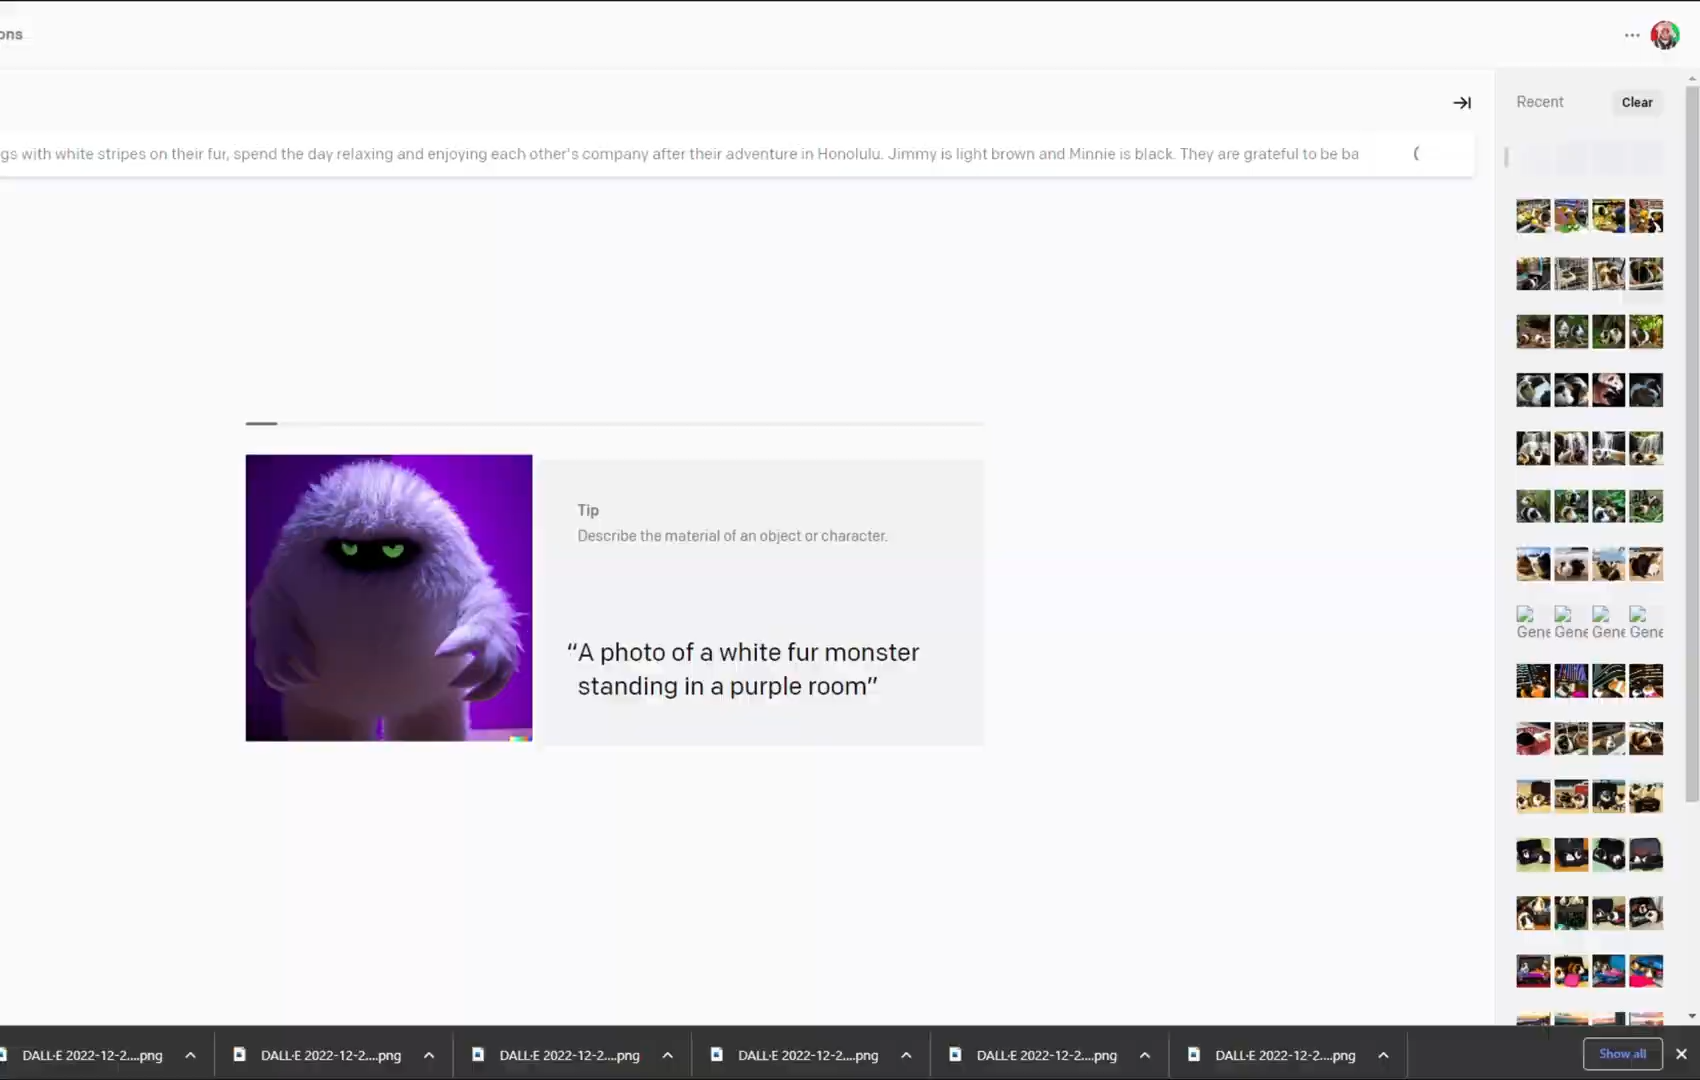 ons
Recent
Clear
gs with white stripes on their fur, spend the day relaxing and enjoying each other's company after their adventure in Honolulu. Jimmy is light brown and Minnie is black. They are grateful to be ba
Tip
Describe the material of an object or character.
“A photo of a white fur monster
standing in a purple room”
Gene Gene Gene Gene
DALL·E 2022-12-2....png
DALL·E 2022-12-2....png
DALL·E 2022-12-2....png
DALL·E 2022-12-2....png
DALL·E 2022-12-2....png
DALL·E 2022-12-2....png
Show all